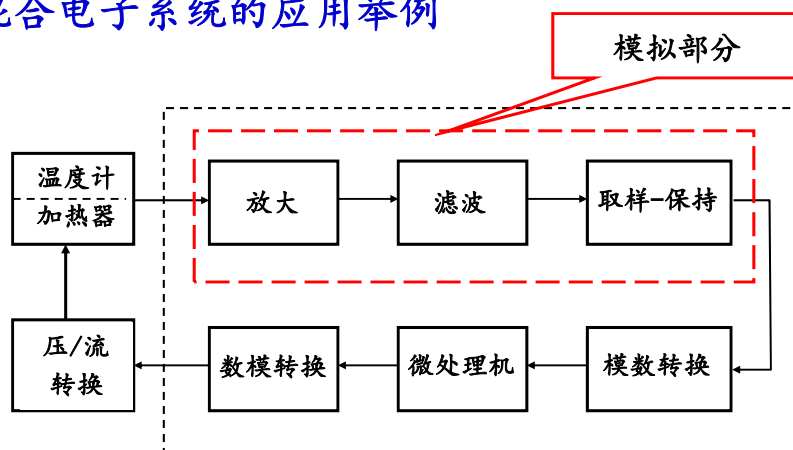 混合电子系统的应用举例
模拟部分
温度计
加热器
放大
滤波
取样-保持
压/流
转换
数模转换
微处理机
模数转换